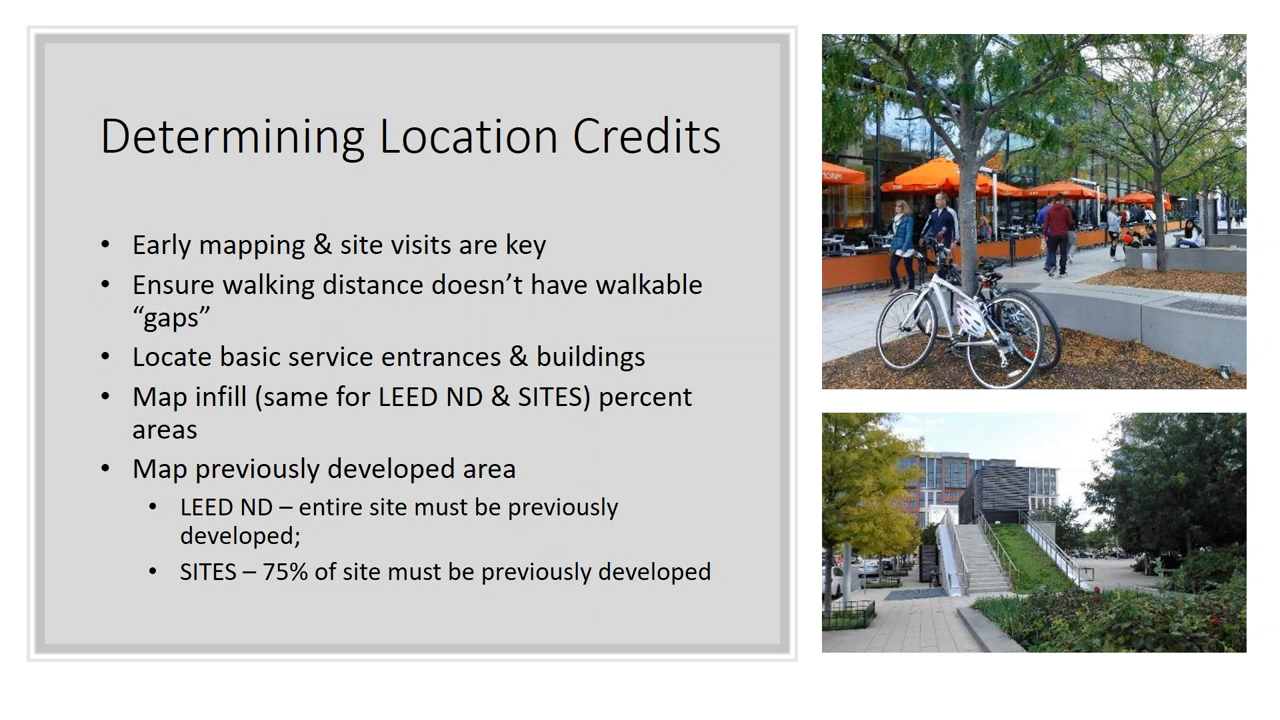 Determining Location Credits
• Early mapping & site visits are key
• Ensure walking distance doesn’t have walkable
“gaps”
• Locate basic service entrances & buildings
• Map infill (same for LEED ND & SITES) percent
areas
• Map previously developed area
• LEED ND – entire site must be previously
developed;
• SITES – 75% of site must be previously developed